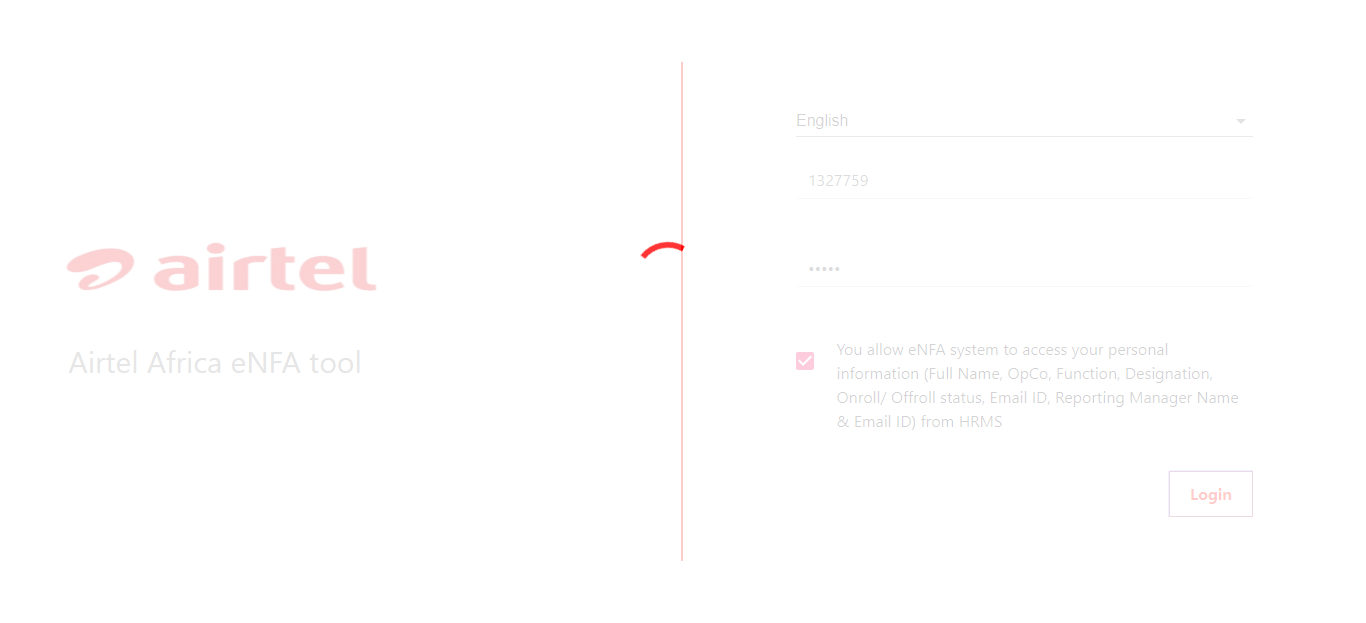 airtel
Airtel Africa eNFA tool
English
1327759
•••••
You allow eNFA system to access your personal
information (Full Name, OpCo, Function, Designation,
Onroll/ Offroll status, Email ID, Reporting Manager Name
& Email ID) from HRMS
Login